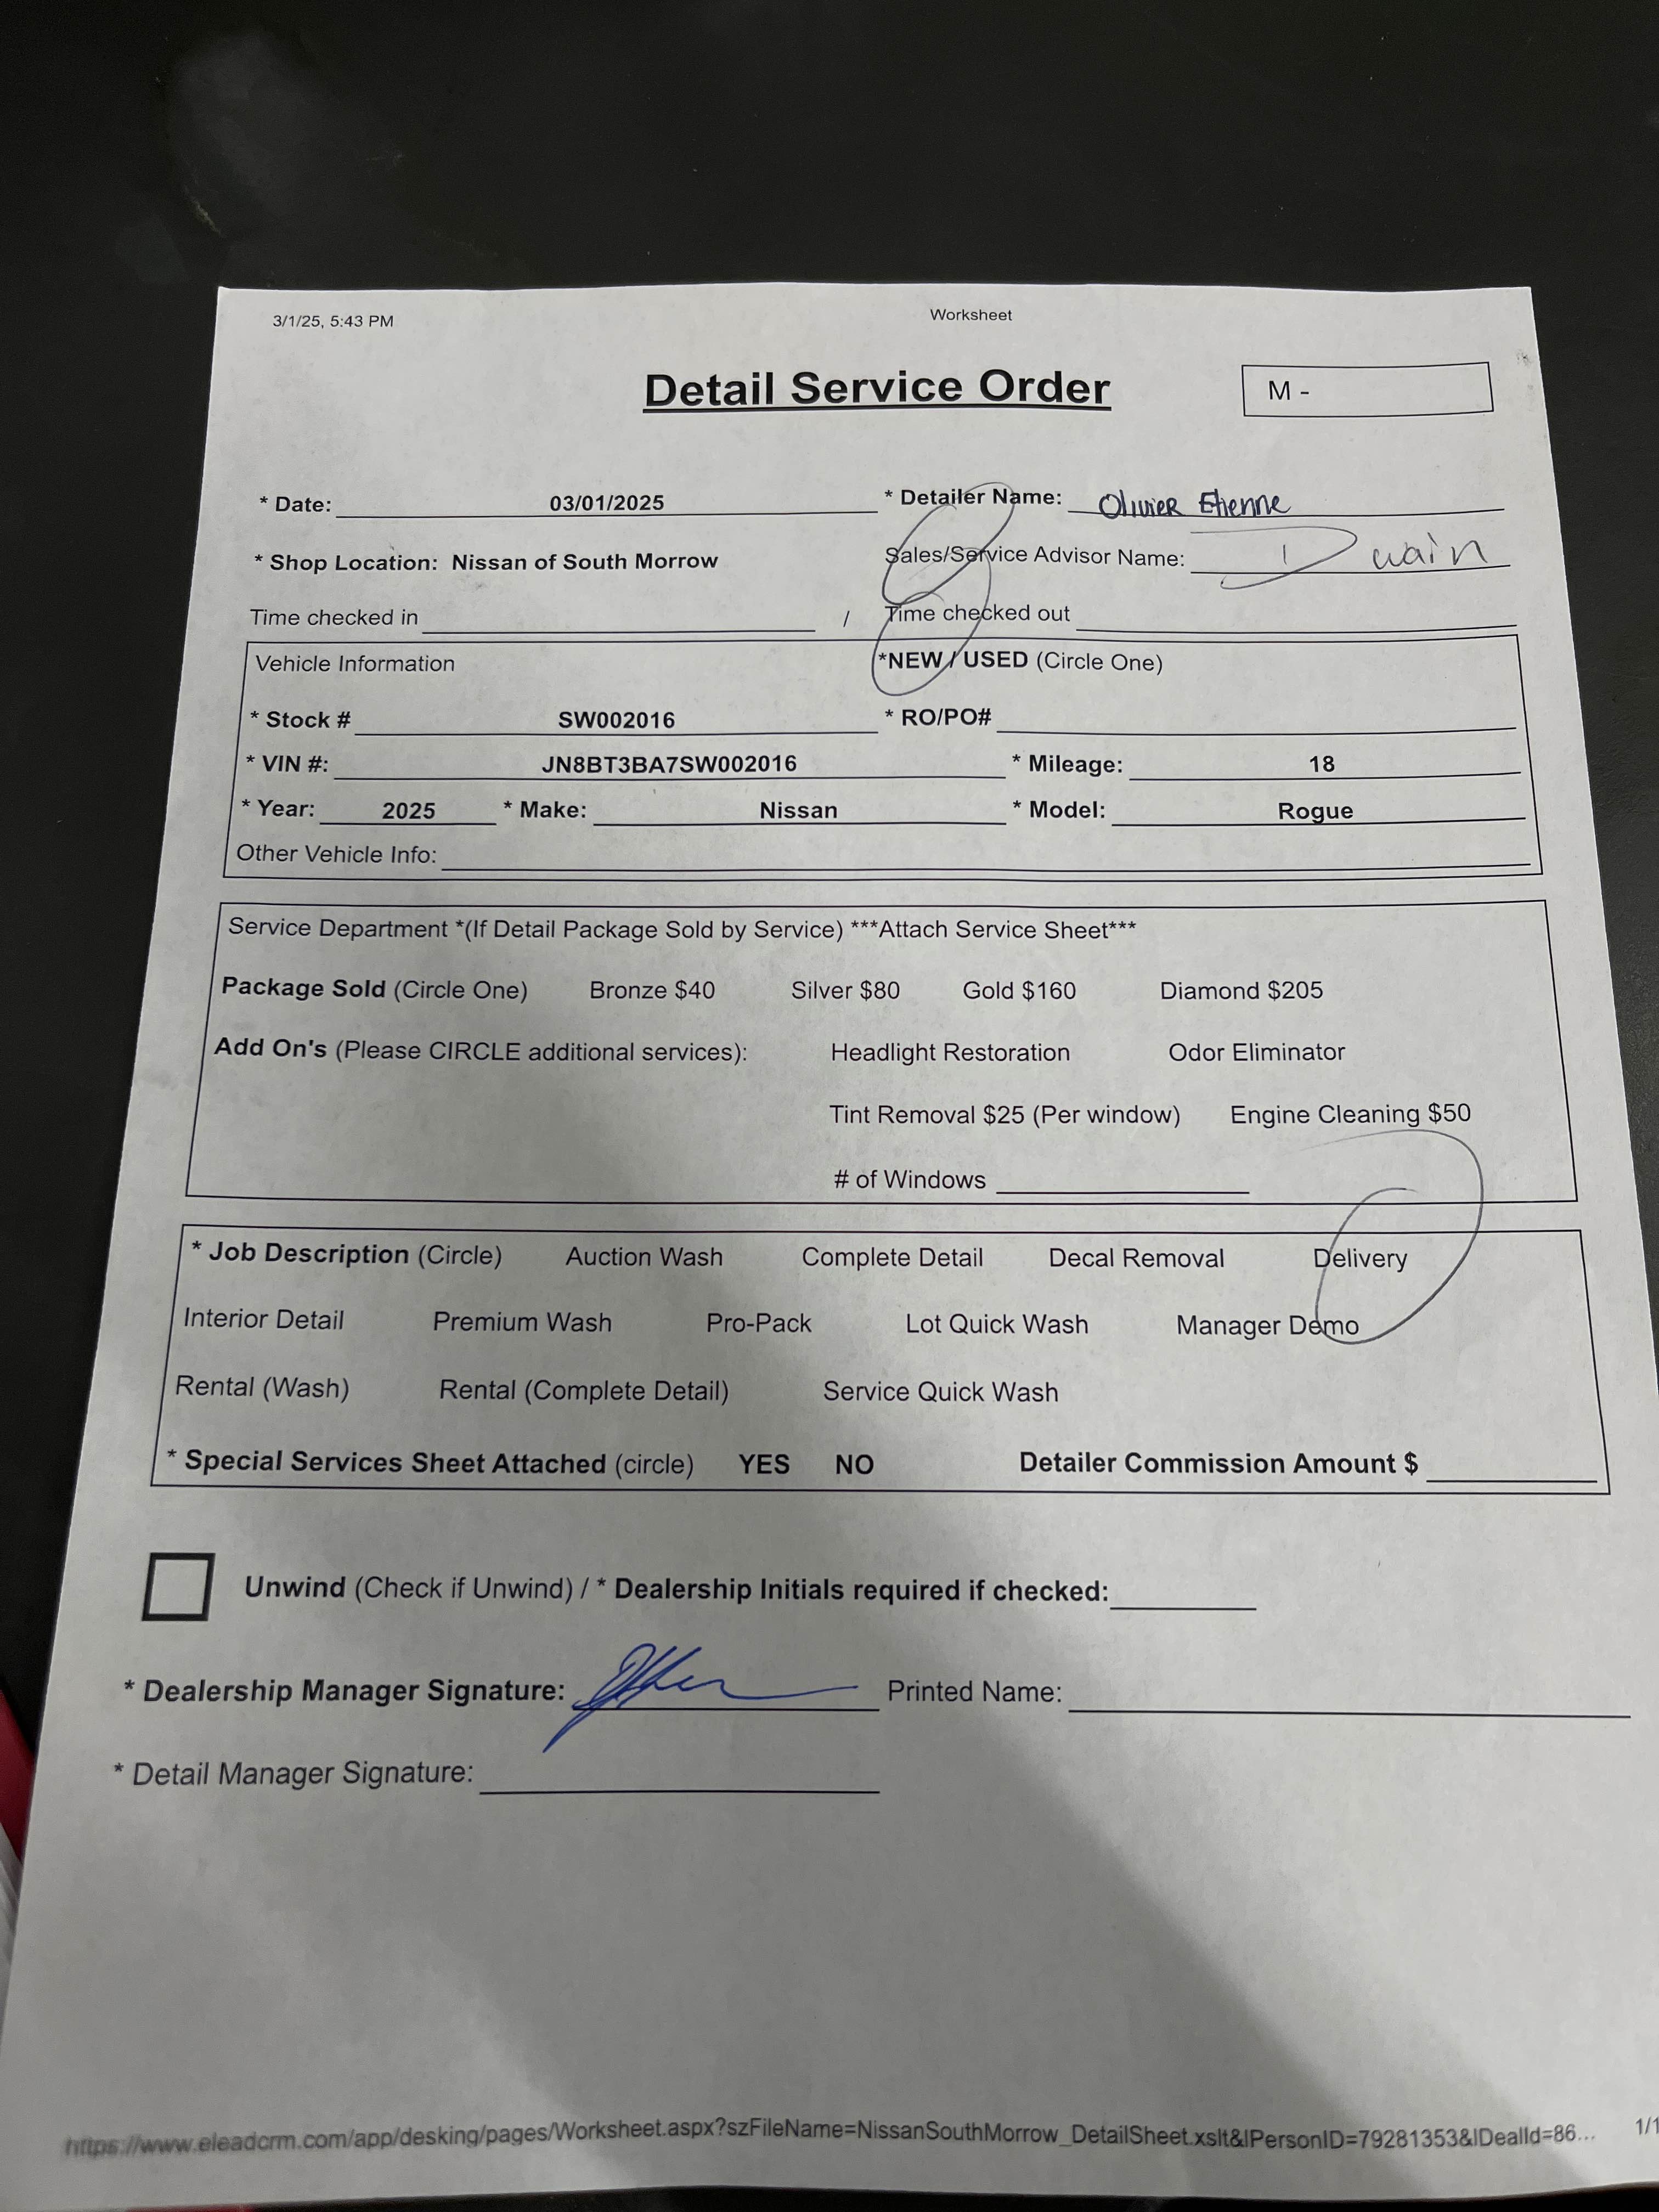 3/1/25, 5:43 PM Worksheet
Detail Service Order M -
* Date: 03/01/2025 * Detailer Name: Olivier Etienne
* Shop Location: Nissan of South Morrow Sales/Service Advisor Name: Dwain
Time checked in / Time checked out
Vehicle Information *NEW / USED (Circle One)
* Stock # SW002016 * RO/PO#
* VIN #: JN8BT3BA7SW002016 * Mileage: 18
* Year: 2025 * Make: Nissan * Model: Rogue
Other Vehicle Info:
Service Department *(If Detail Package Sold by Service) ***Attach Service Sheet***
Package Sold (Circle One) Bronze $40 Silver $80 Gold $160 Diamond $205
Add On's (Please CIRCLE additional services): Headlight Restoration Odor Eliminator
Tint Removal $25 (Per window) Engine Cleaning $50
# of Windows
* Job Description (Circle) Auction Wash Complete Detail Decal Removal Delivery
Interior Detail Premium Wash Pro-Pack Lot Quick Wash Manager Demo
Rental (Wash) Rental (Complete Detail) Service Quick Wash
* Special Services Sheet Attached (circle) YES NO Detailer Commission Amount $
Unwind (Check if Unwind) / * Dealership Initials required if checked:
* Dealership Manager Signature: Printed Name:
* Detail Manager Signature:
https://www.eleadcrm.com/app/desking/pages/Worksheet.aspx?szFileName=NissanSouthMorrow_DetailSheet.xslt&lPersonID=79281353&lDealId=86... 1/1